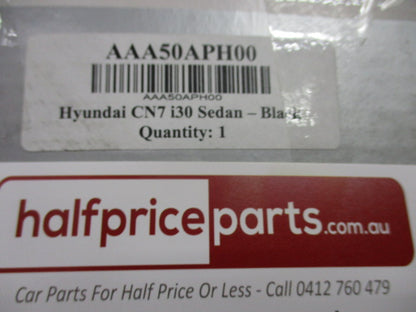 AAA50APH00
AAA50APH00
Hyundai CN7 i30 Sedan – Black
Quantity: 1
halfpriceparts.com.au
Car Parts For Half Price Or Less - Call 0412 760 479